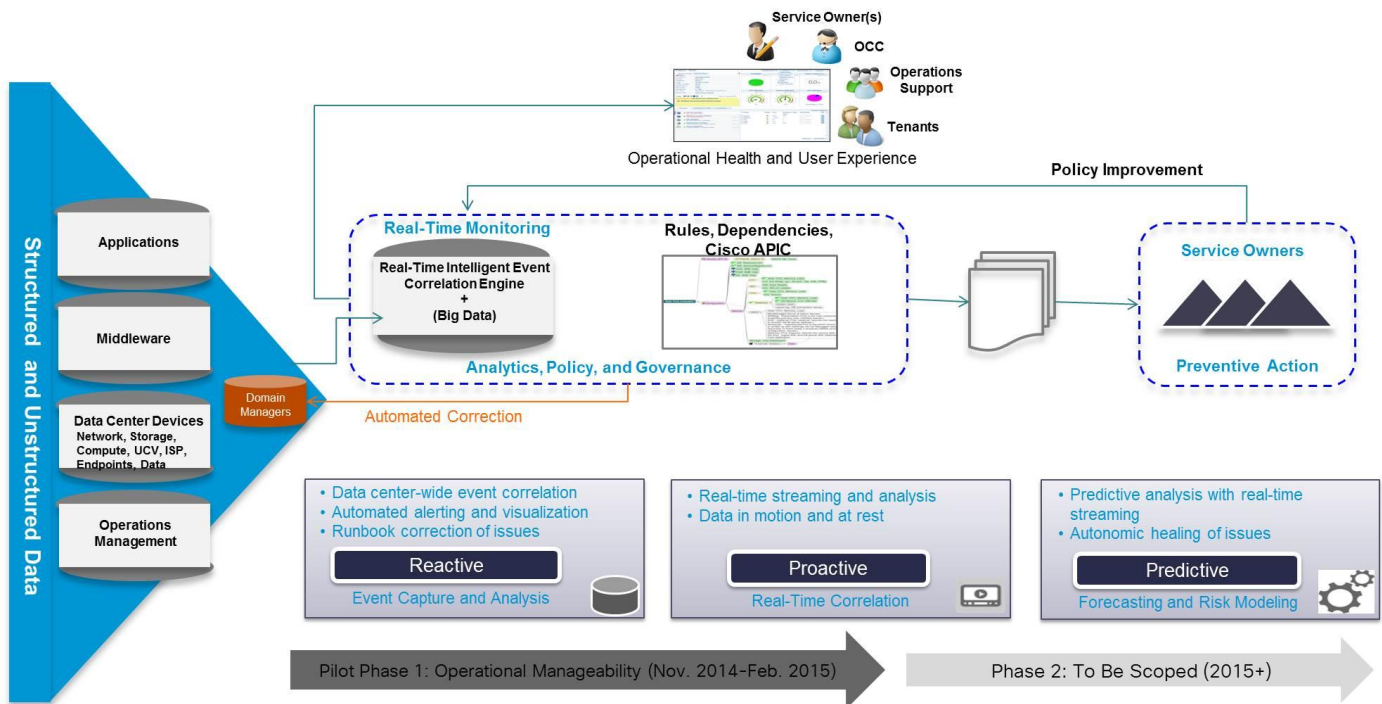 Service Owner(s)
OCC
Operations
Support
Tenants
Operational Health and User Experience
Policy Improvement
Structured and Unstructured Data
Applications
Middleware
Data Center Devices
Network, Storage,
Compute, UCV, ISP,
Endpoints, Data
Operations
Management
Domain
Managers
Real-Time Monitoring
Real-Time Intelligent Event
Correlation Engine
+
(Big Data)
Rules, Dependencies,
Cisco APIC
Analytics, Policy, and Governance
Automated Correction
Service Owners
Preventive Action
• Data center-wide event correlation
• Automated alerting and visualization
• Runbook correction of issues
Reactive
Event Capture and Analysis
• Real-time streaming and analysis
• Data in motion and at rest
Proactive
Real-Time Correlation
• Predictive analysis with real-time
streaming
• Autonomic healing of issues
Predictive
Forecasting and Risk Modeling
Pilot Phase 1: Operational Manageability (Nov. 2014-Feb. 2015)
Phase 2: To Be Scoped (2015+)